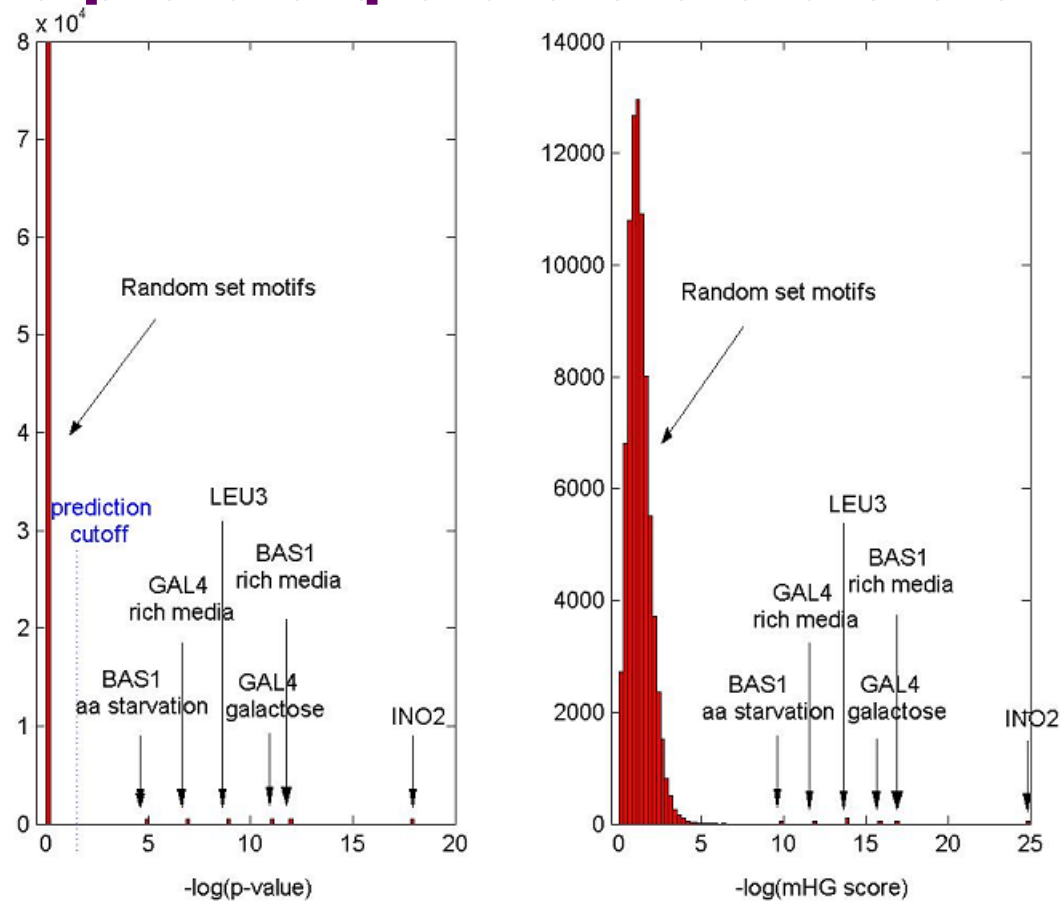 x 10⁴
8
7
6
5
4
3
2
1
0
Random set motifs
prediction
cutoff
LEU3
BAS1
rich media
GAL4
rich media
BAS1
aa starvation
GAL4
galactose
INO2
0
5
10
15
20
-log(p-value)
14000
12000
10000
8000
6000
4000
2000
0
Random set motifs
LEU3
BAS1
rich media
GAL4
rich media
BAS1
aa starvation
GAL4
galactose
INO2
0
5
10
15
20
25
-log(mHG score)